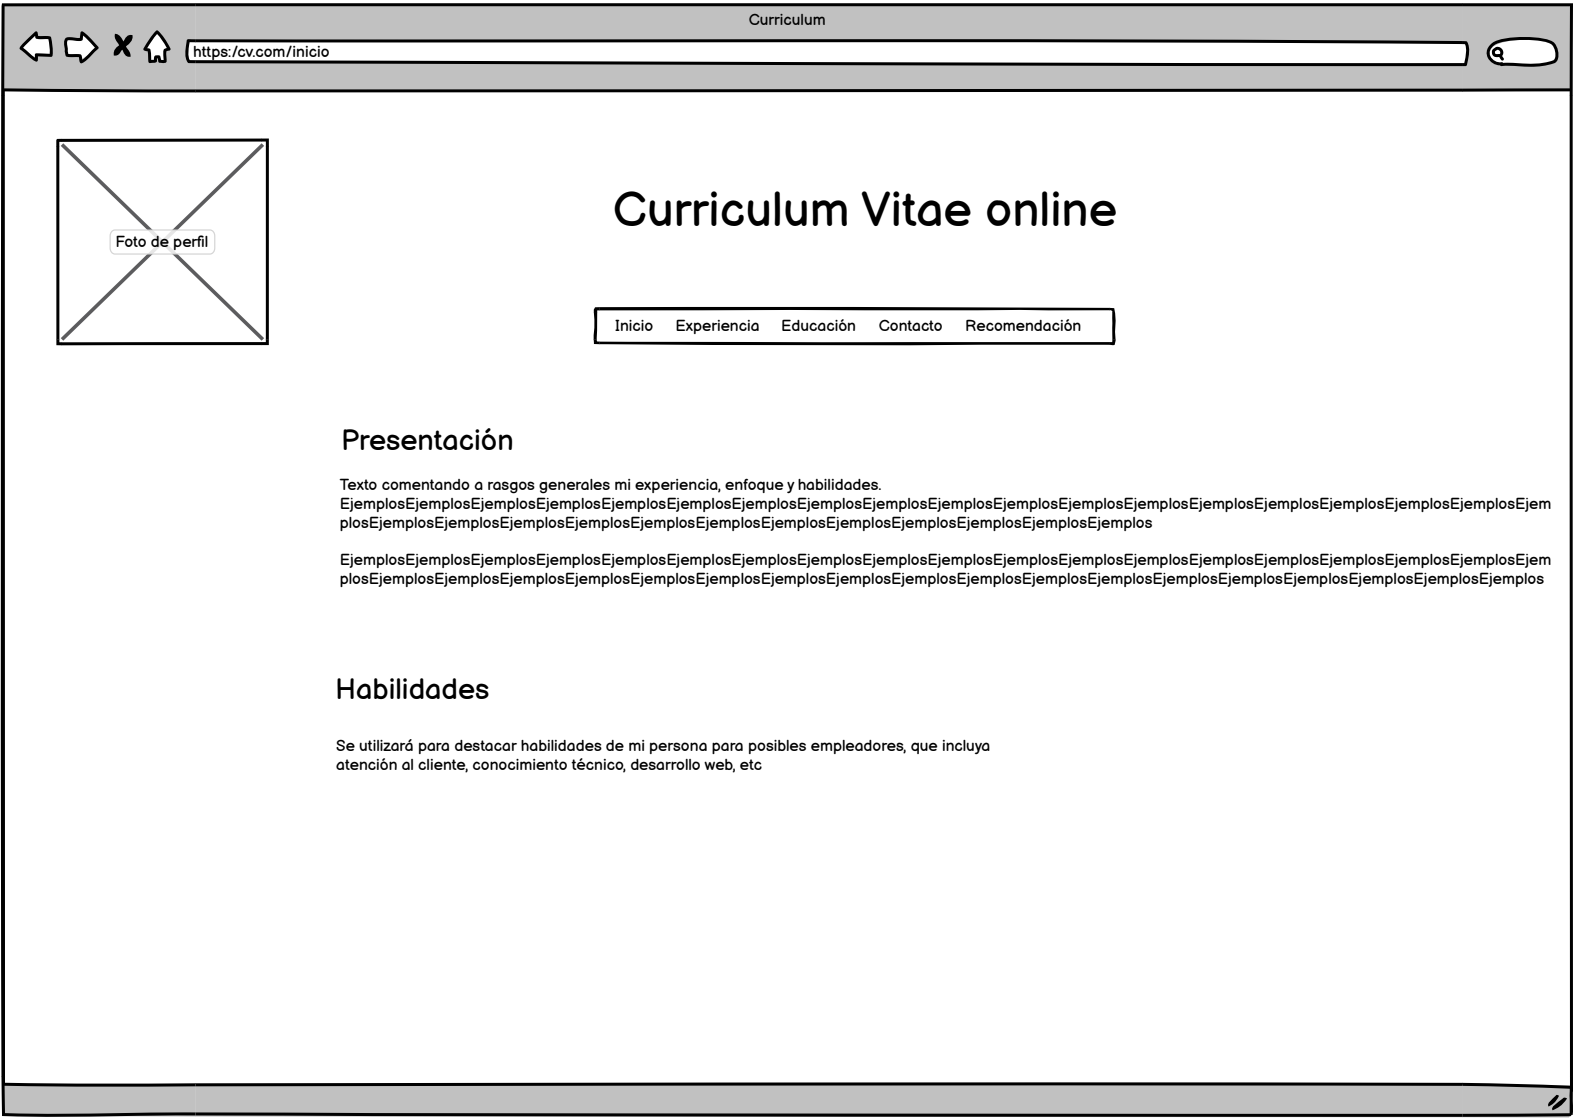 Curriculum
https:/cv.com/inicio
Foto de perfil
Curriculum Vitae online
Inicio Experiencia Educación Contacto Recomendación
Presentación
Texto comentando a rasgos generales mi experiencia, enfoque y habilidades.
EjemplosEjemplosEjemplosEjemplosEjemplosEjemplosEjemplosEjemplosEjemplosEjemplosEjemplosEjemplosEjemplosEjemplosEjemplosEjemplosEjemplosEjemplosEjem
plosEjemplosEjemplosEjemplosEjemplosEjemplosEjemplosEjemplosEjemplosEjemplosEjemplosEjemplosEjemplos
EjemplosEjemplosEjemplosEjemplosEjemplosEjemplosEjemplosEjemplosEjemplosEjemplosEjemplosEjemplosEjemplosEjemplosEjemplosEjemplosEjemplosEjemplosEjem
plosEjemplosEjemplosEjemplosEjemplosEjemplosEjemplosEjemplosEjemplosEjemplosEjemplosEjemplosEjemplosEjemplosEjemplosEjemplosEjemplosEjemplosEjemplos
Habilidades
Se utilizará para destacar habilidades de mi persona para posibles empleadores, que incluya
atención al cliente, conocimiento técnico, desarrollo web, etc